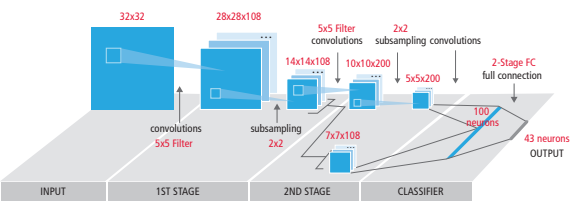 32x32
28x28x108
5x5 Filter
convolutions
2x2
subsampling
convolutions
14x14x108
10x10x200
5x5x200
2-Stage FC
full connection
convolutions
5x5 Filter
subsampling
2x2
7x7x108
100
neurons
43 neurons
OUTPUT
INPUT
1ST STAGE
2ND STAGE
CLASSIFIER